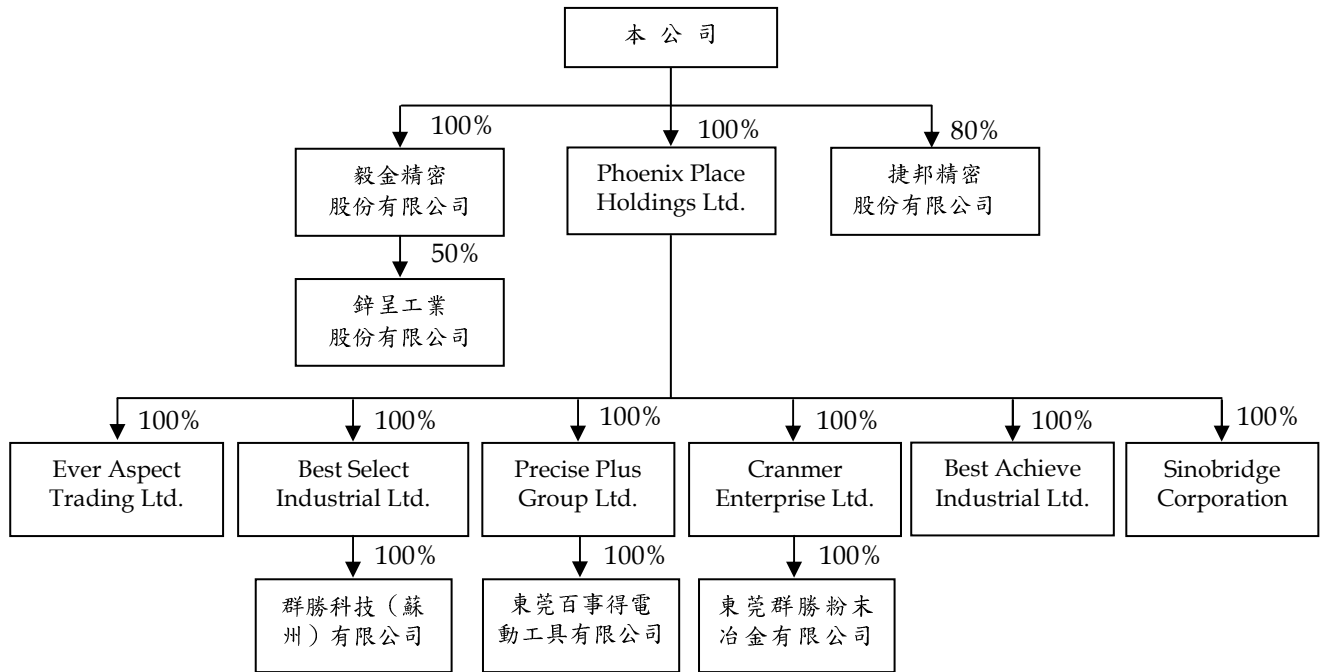 本公司
100%
100%
80%
毅金精密
股份有限公司
Phoenix Place
Holdings Ltd.
捷邦精密
股份有限公司
50%
鋅呈工業
股份有限公司
100%
100%
100%
100%
100%
100%
Ever Aspect
Trading Ltd.
Best Select
Industrial Ltd.
Precise Plus
Group Ltd.
Cranmer
Enterprise Ltd.
Best Achieve
Industrial Ltd.
Sinobridge
Corporation
100%
100%
100%
群勝科技（蘇
州）有限公司
東莞百事得電
動工具有限公司
東莞群勝粉末
冶金有限公司